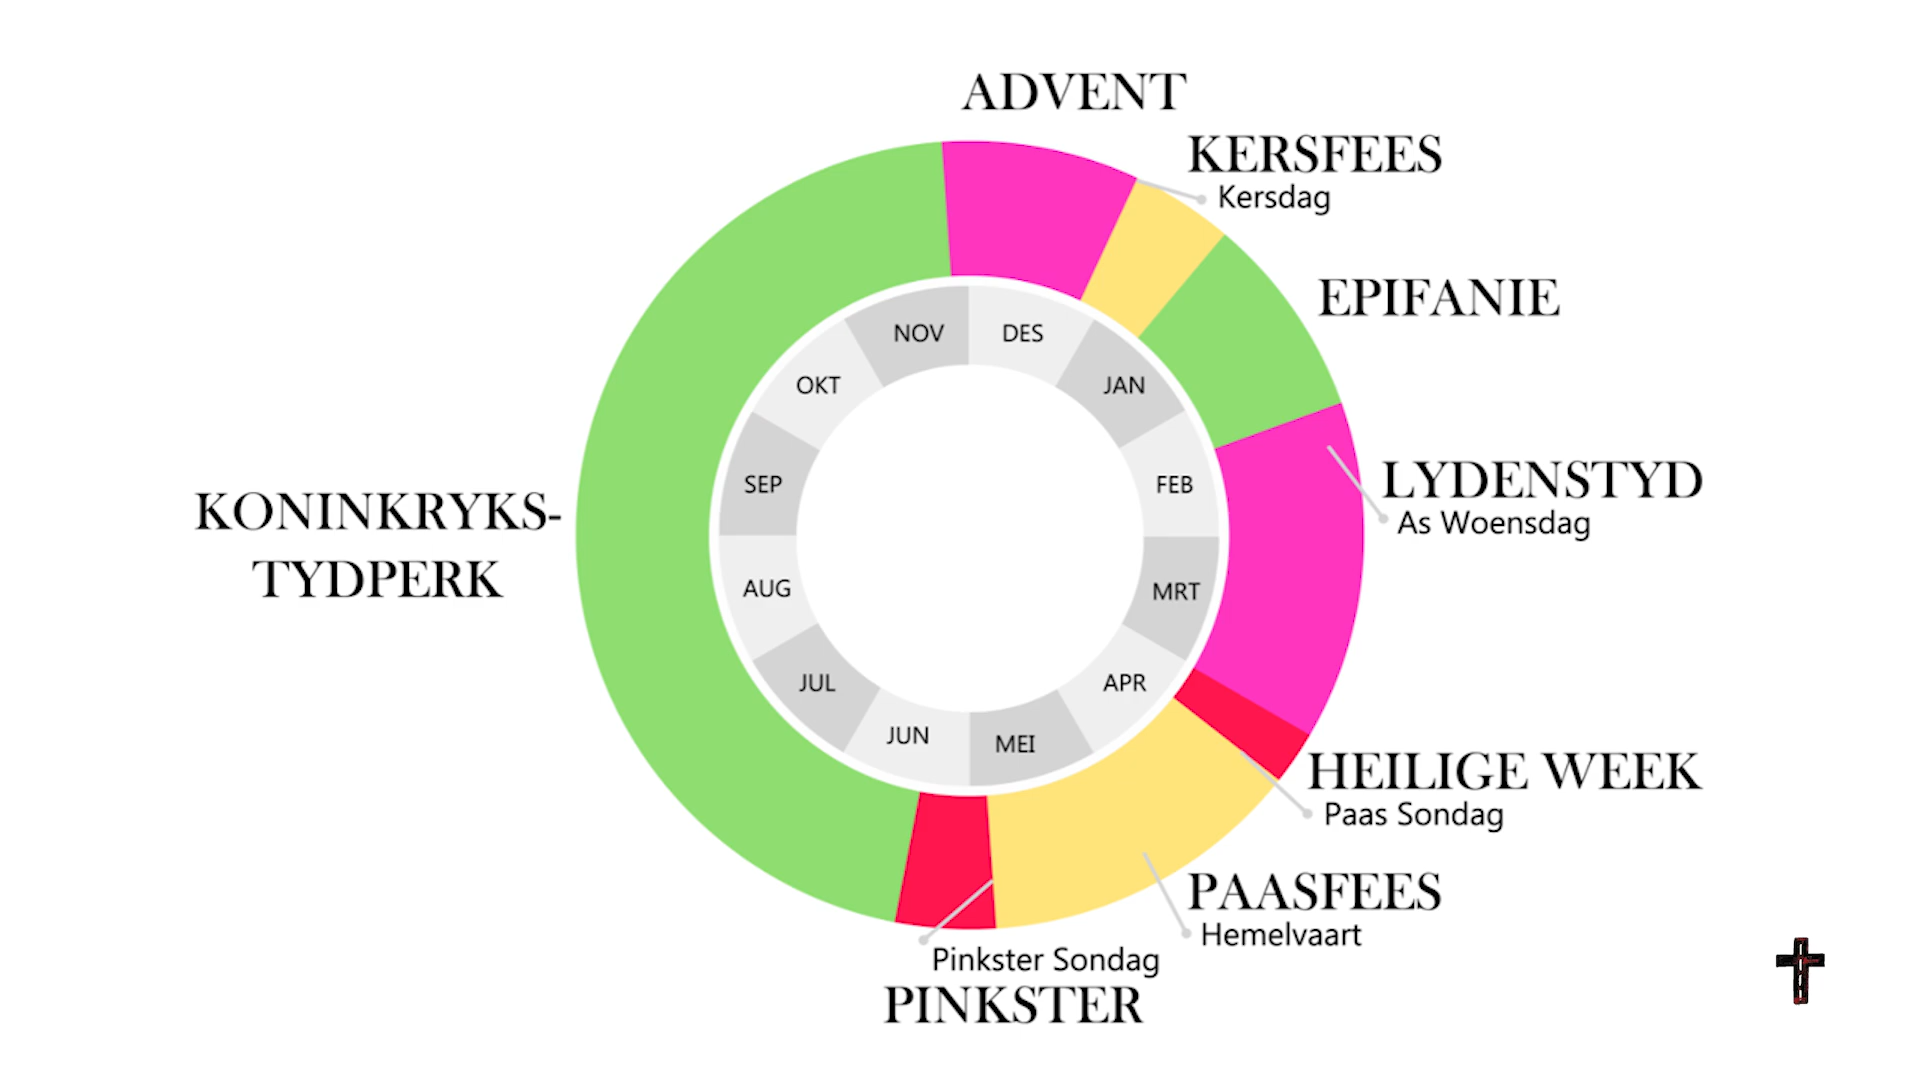 ADVENT
KERSFEES
Kersdag
EPIFANIE
LYDENSTYD
As Woensdag
HEILIGE WEEK
Paas Sondag
PAASFEES
Hemelvaart
Pinkster Sondag
PINKSTER
KONINKRYKS-
TYDPERK
DES
JAN
FEB
MRT
APR
MEI
JUN
JUL
AUG
SEP
OKT
NOV